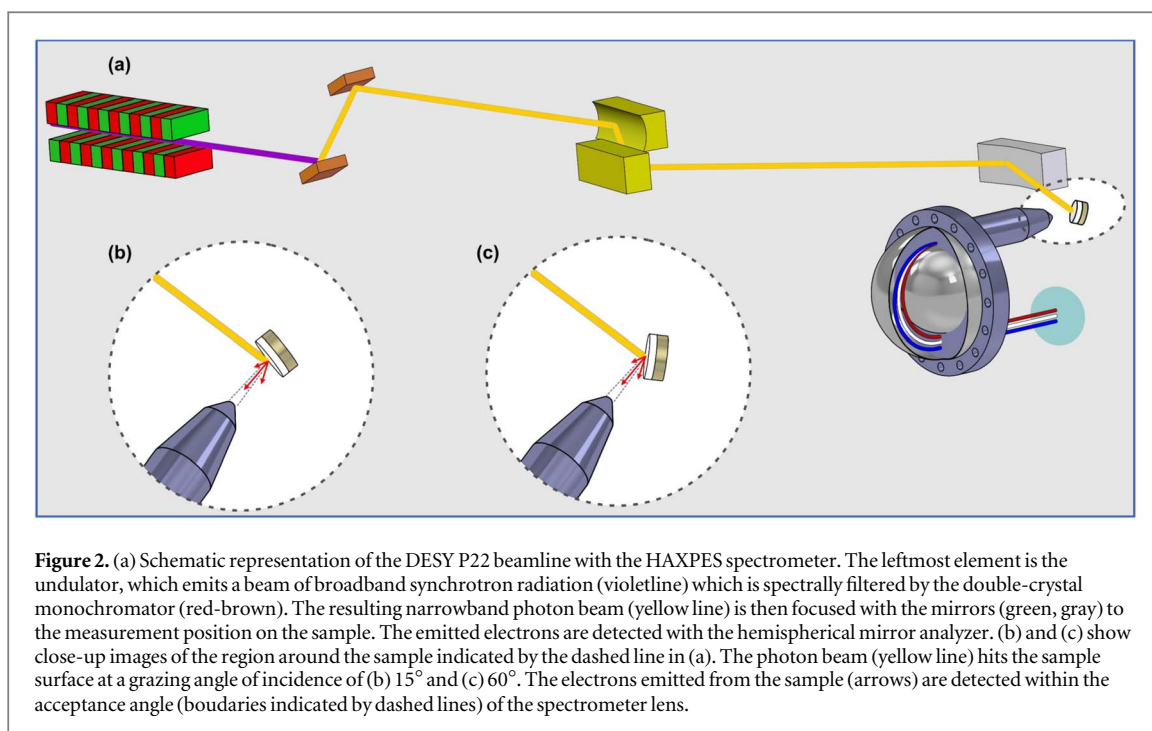 (a)
(b)
(c)
Figure 2. (a) Schematic representation of the DESY P22 beamline with the HAXPES spectrometer. The leftmost element is the
undulator, which emits a beam of broadband synchrotron radiation (violetline) which is spectrally filtered by the double-crystal
monochromator (red-brown). The resulting narrowband photon beam (yellow line) is then focused with the mirrors (green, gray) to
the measurement position on the sample. The emitted electrons are detected with the hemispherical mirror analyzer. (b) and (c) show
close-up images of the region around the sample indicated by the dashed line in (a). The photon beam (yellow line) hits the sample
surface at a grazing angle of incidence of (b) 15° and (c) 60°. The electrons emitted from the sample (arrows) are detected within the
acceptance angle (boudaries indicated by dashed lines) of the spectrometer lens.